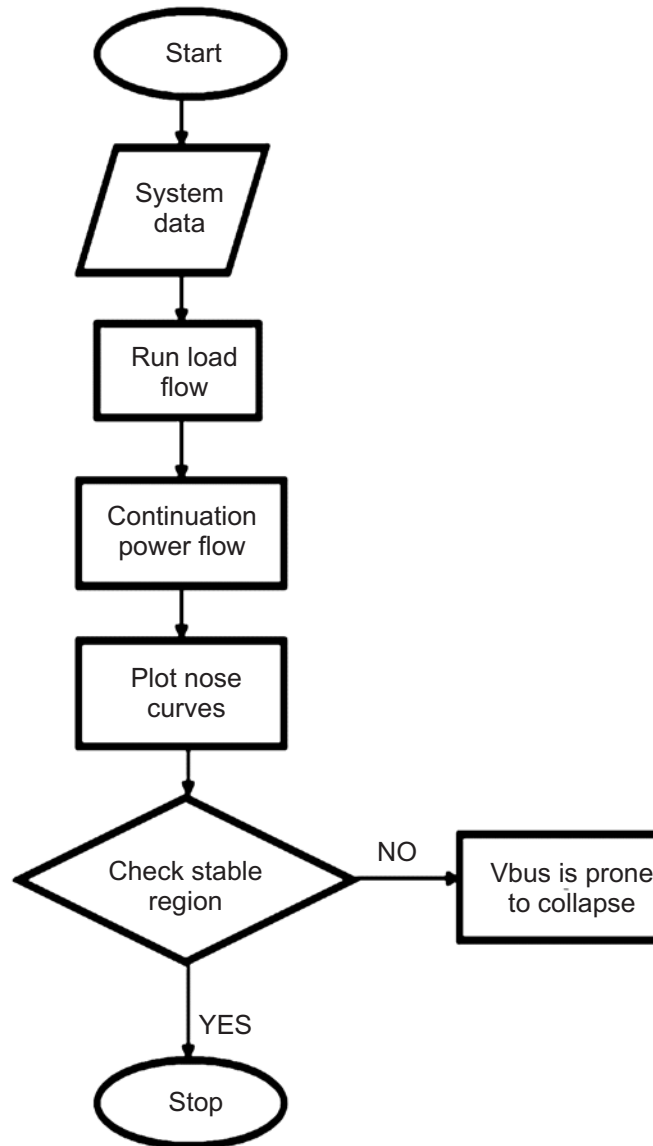 Start
System
data
Run load
flow
Continuation
power flow
Plot nose
curves
Check stable
region
NO
Vbus is prone
to collapse
YES
Stop